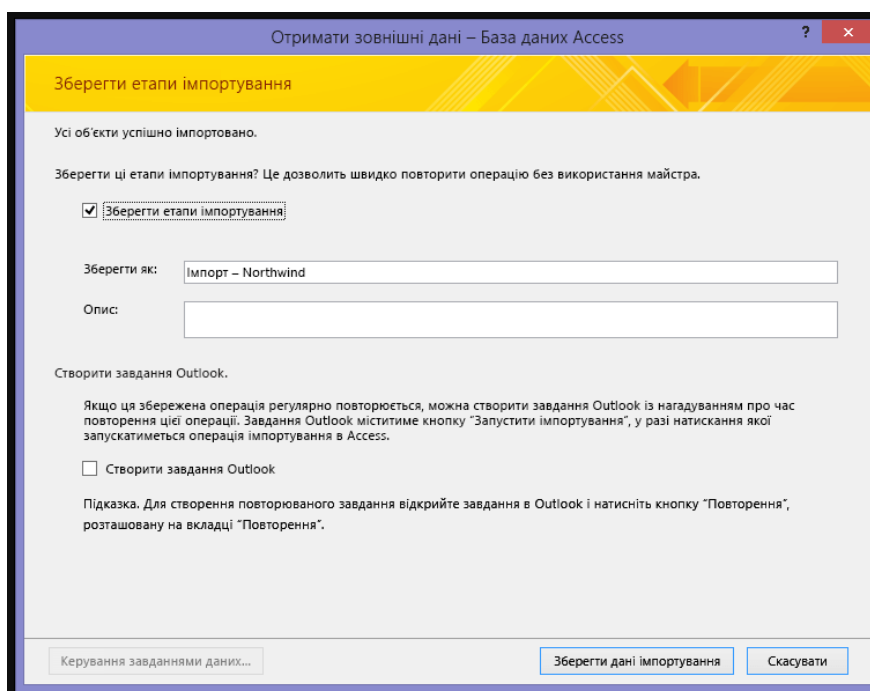 Отримати зовнішні дані – База даних Access
?
Зберегти етапи імпортування
Усі об'єкти успішно імпортовано.
Зберегти ці етапи імпортування? Це дозволить швидко повторити операцію без використання майстра.
Зберегти етапи імпортування
Зберегти як:
Імпорт – Northwind
Опис:
Створити завдання Outlook.
Якщо ця збережена операція регулярно повторюється, можна створити завдання Outlook із нагадуванням про час
повторення цієї операції. Завдання Outlook міститиме кнопку "Запустити імпортування", у разі натискання якої
запускатиметься операція імпортування в Access.
Створити завдання Outlook
Підказка. Для створення повторюваного завдання відкрийте завдання в Outlook і натисніть кнопку "Повторення",
розташовану на вкладці "Повторення".
Керування завданнями даних...
Зберегти дані імпортування
Скасувати